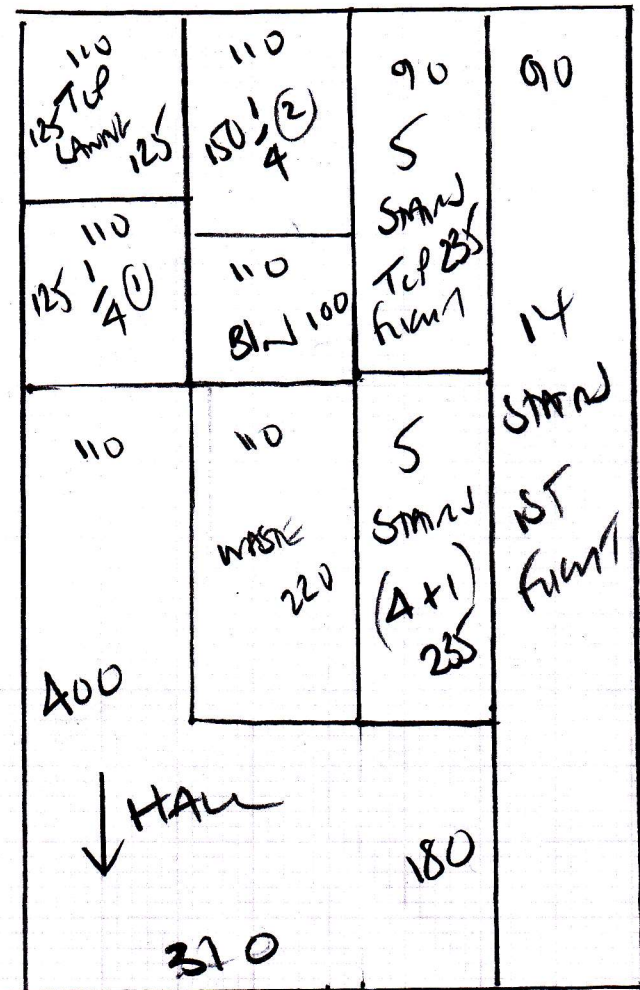 110
TOP
125 LANDING 125
110
150 1/4 ②
90
5
STAIRS
TOP 235
FLIGHT
90
14
STAIRS
1ST
FLIGHT
110
125 1/4 ①
110
BIN 100
110
400
↓ HALL
310
180
110
WASTE
220
5
STAIRS
(4+1)
235